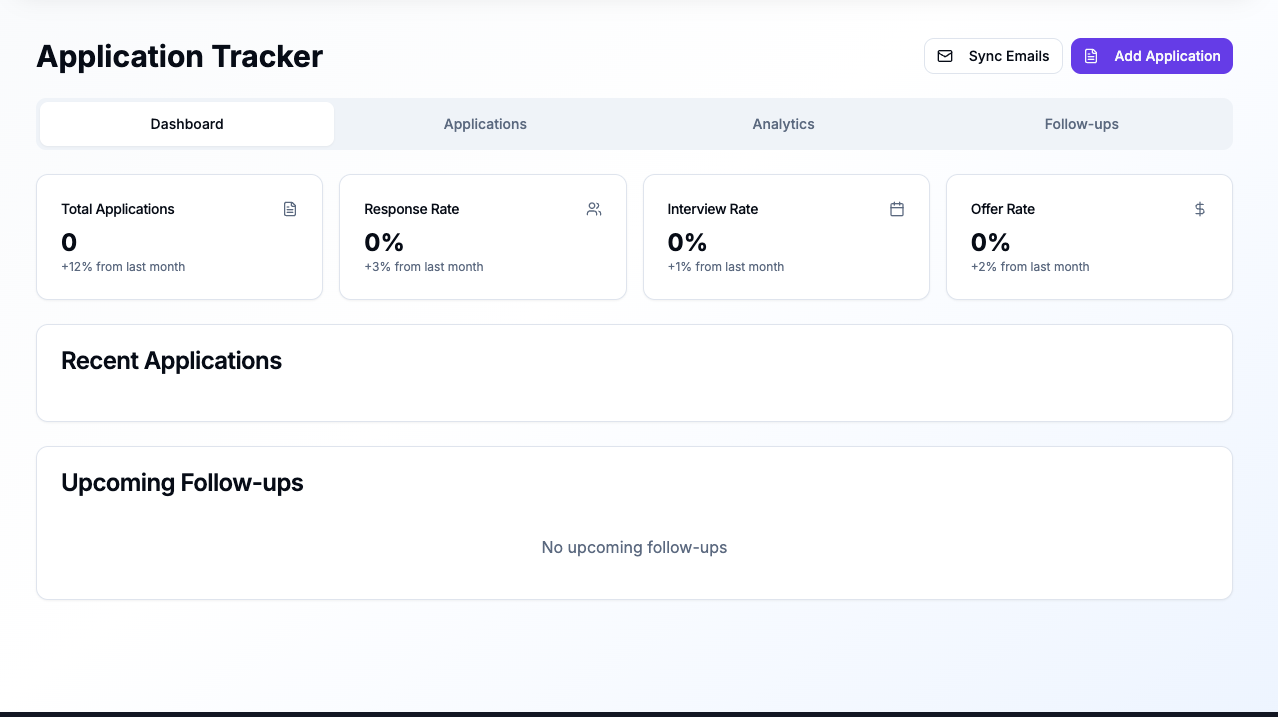 Application Tracker
Sync Emails
Add Application
Dashboard
Applications
Analytics
Follow-ups
Total Applications
0
+12% from last month
Response Rate
0%
+3% from last month
Interview Rate
0%
+1% from last month
Offer Rate
0%
+2% from last month
Recent Applications
Upcoming Follow-ups
No upcoming follow-ups